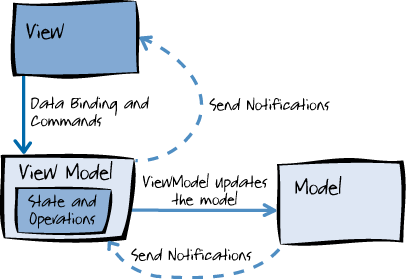 View
Data Binding and
Commands
Send Notifications
View Model
State and
Operations
ViewModel updates
the model
Model
Send Notifications